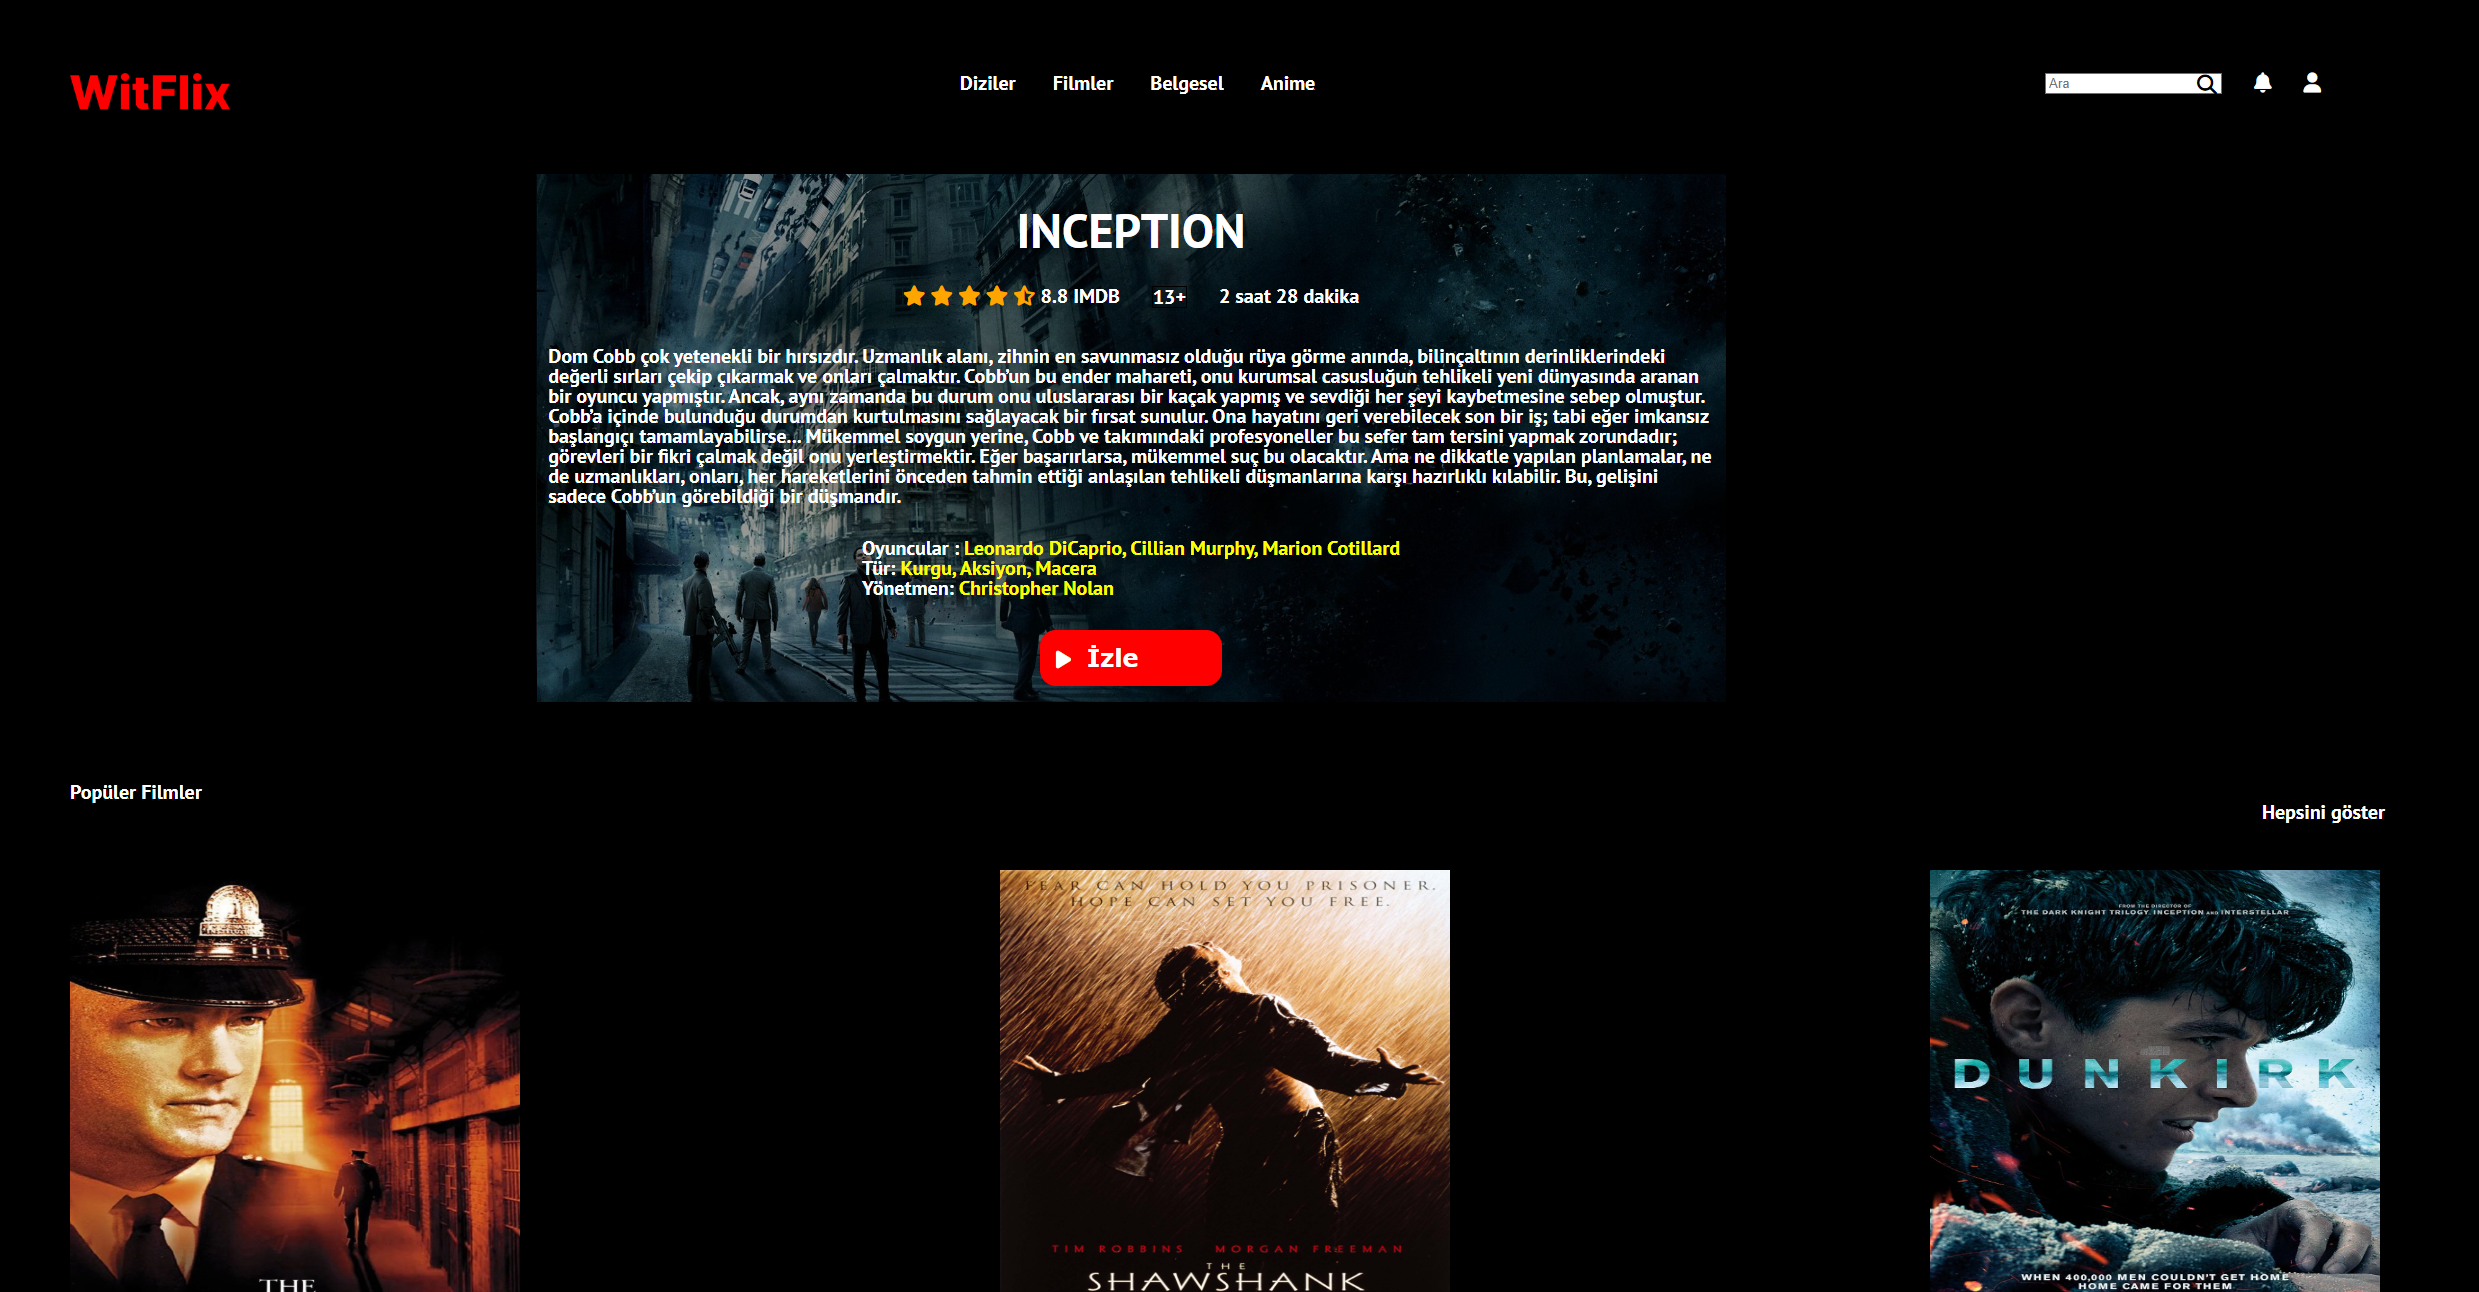 WitFlix
Diziler Filmler Belgesel Anime
Ara
INCEPTION
8.8 IMDB 13+ 2 saat 28 dakika
Dom Cobb çok yetenekli bir hırsızdır. Uzmanlık alanı, zihnin en savunmasız olduğu rüya görme anında, bilinçaltının derinliklerindeki
değerli sırları çekip çıkarmak ve onları çalmaktır. Cobb’un bu ender mahareti, onu kurumsal casusluğun tehlikeli yeni dünyasında aranan
bir oyuncu yapmıştır. Ancak, aynı zamanda bu durum onu uluslararası bir kaçak yapmış ve sevdiği her şeyi kaybetmesine sebep olmuştur.
Cobb’a içinde bulunduğu durumdan kurtulmasını sağlayacak bir fırsat sunulur. Ona hayatını geri verebilecek son bir iş; tabi eğer imkansız
başlangıçı tamamlayabilirse... Mükemmel soygun yerine, Cobb ve takımındaki profesyoneller bu sefer tam tersini yapmak zorundadır;
görevleri bir fikri çalmak değil onu yerleştirmektir. Eğer başarırlarsa, mükemmel suç bu olacaktır. Ama ne dikkatle yapılan planlamalar, ne
de uzmanlıkları, onları, her hareketlerini önceden tahmin ettiği anlaşılan tehlikeli düşmanlarına karşı hazırlıklı kılabilir. Bu, gelişini
sadece Cobb’un görebildiği bir düşmandır.
Oyuncular : Leonardo DiCaprio, Cillian Murphy, Marion Cotillard
Tür: Kurgu, Aksiyon, Macera
Yönetmen: Christopher Nolan
İzle
Popüler Filmler
Hepsini göster
THE
FEAR CAN HOLD YOU PRISONER.
HOPE CAN SET YOU FREE.
TIM ROBBINS MORGAN FREEMAN
THE
SHAWSHANK
FROM THE DIRECTOR OF
THE DARK KNIGHT TRILOGY, INCEPTION AND INTERSTELLAR
DUNKIRK
WHEN 400,000 MEN COULDN'T GET HOME
HOME CAME FOR THEM